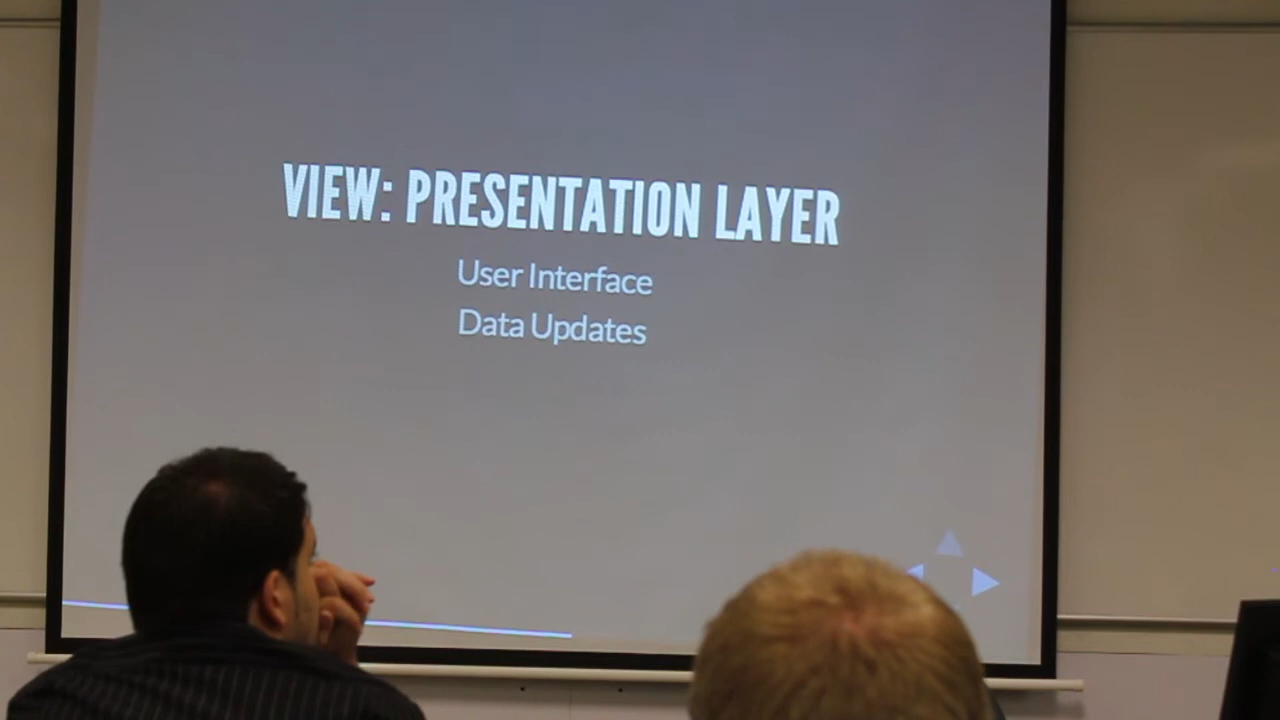 VIEW: PRESENTATION LAYER
User Interface
Data Updates